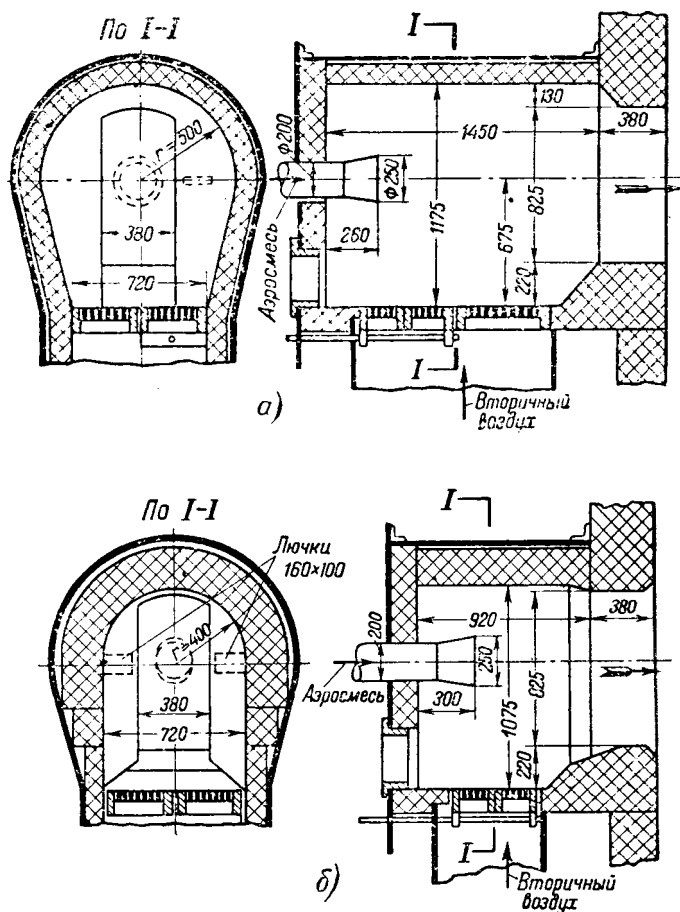 По I-I
I
r=500
Ф200
1450
130
380
Ф250
1175
675
825
380
720
260
220
Аэросмесь
I
Вторичный
воздух
а)
По I-I
I
Лючки
160×100
r=400
200
920
380
Аэросмесь
250
300
1075
825
380
720
220
I
Вторичный
воздух
б)